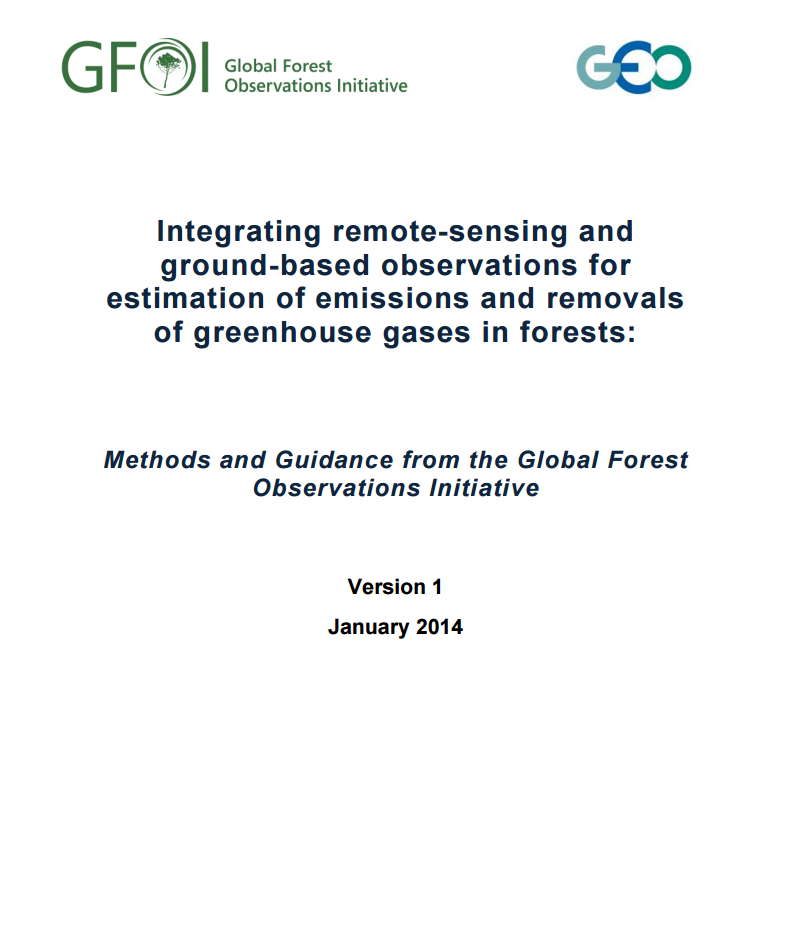 GFOI Global Forest
Observations Initiative
GEO
Integrating remote-sensing and
ground-based observations for
estimation of emissions and removals
of greenhouse gases in forests:
Methods and Guidance from the Global Forest
Observations Initiative
Version 1
January 2014